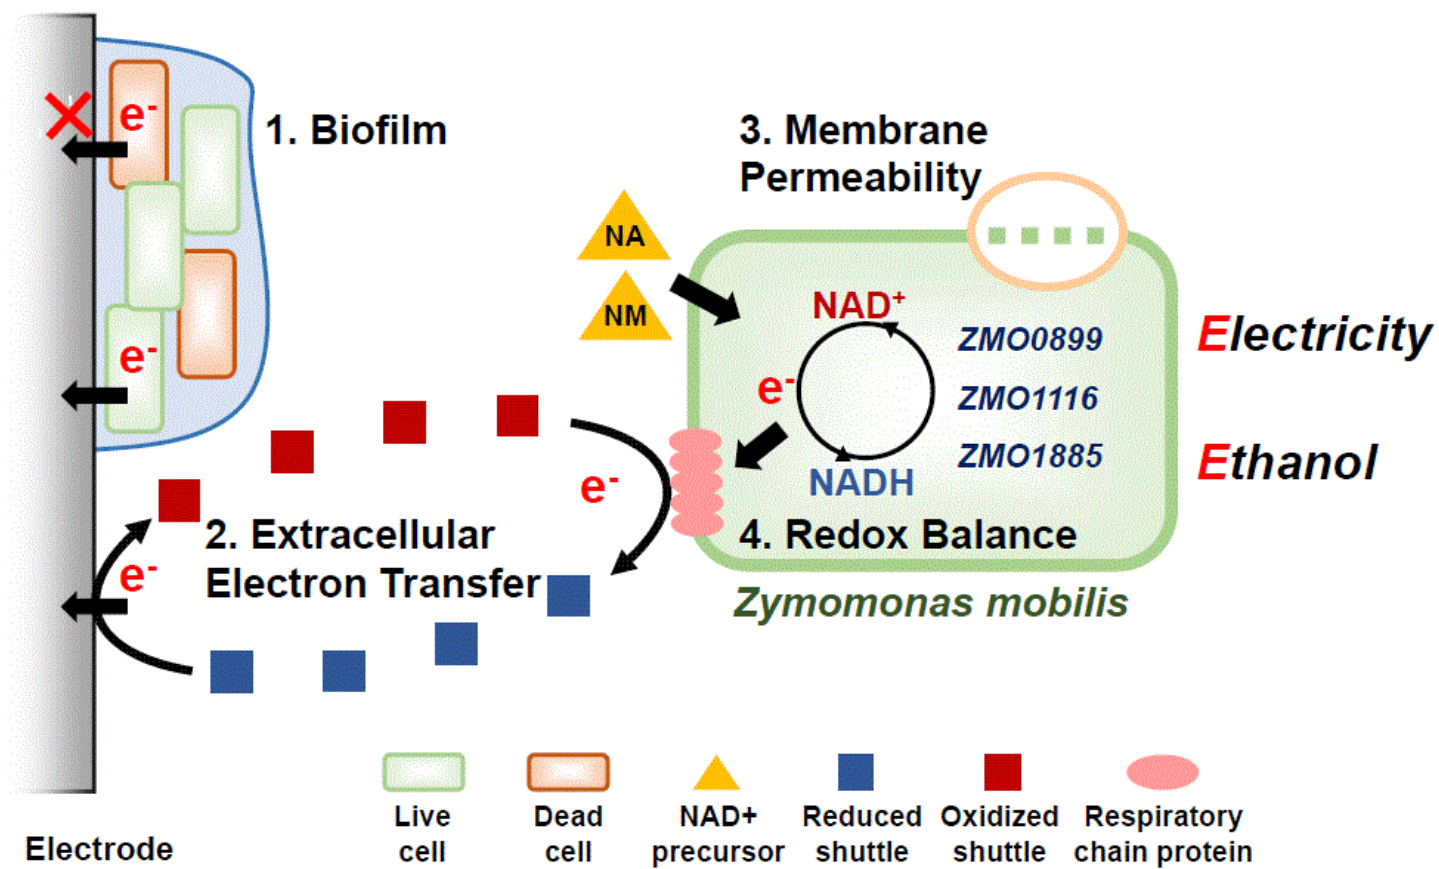 e-
1. Biofilm
e-
3. Membrane
Permeability
NA
NM
NAD+
e-
NADH
ZMO0899
ZMO1116
ZMO1885
Electricity
Ethanol
4. Redox Balance
Zymomonas mobilis
e-
2. Extracellular
Electron Transfer
e-
Electrode
Live
cell
Dead
cell
NAD+
precursor
Reduced
shuttle
Oxidized
shuttle
Respiratory
chain protein